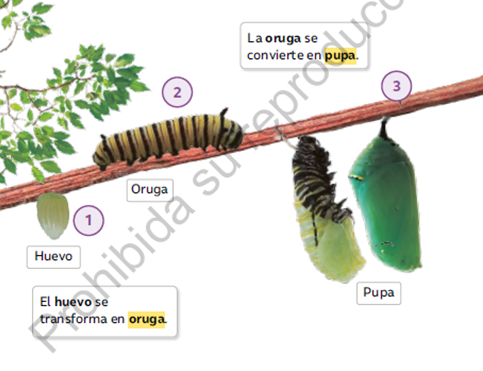 La oruga se
convierte en pupa.
2
3
Oruga
1
Huevo
Pupa
El huevo se
transforma en oruga.
Prohibida su reproducc